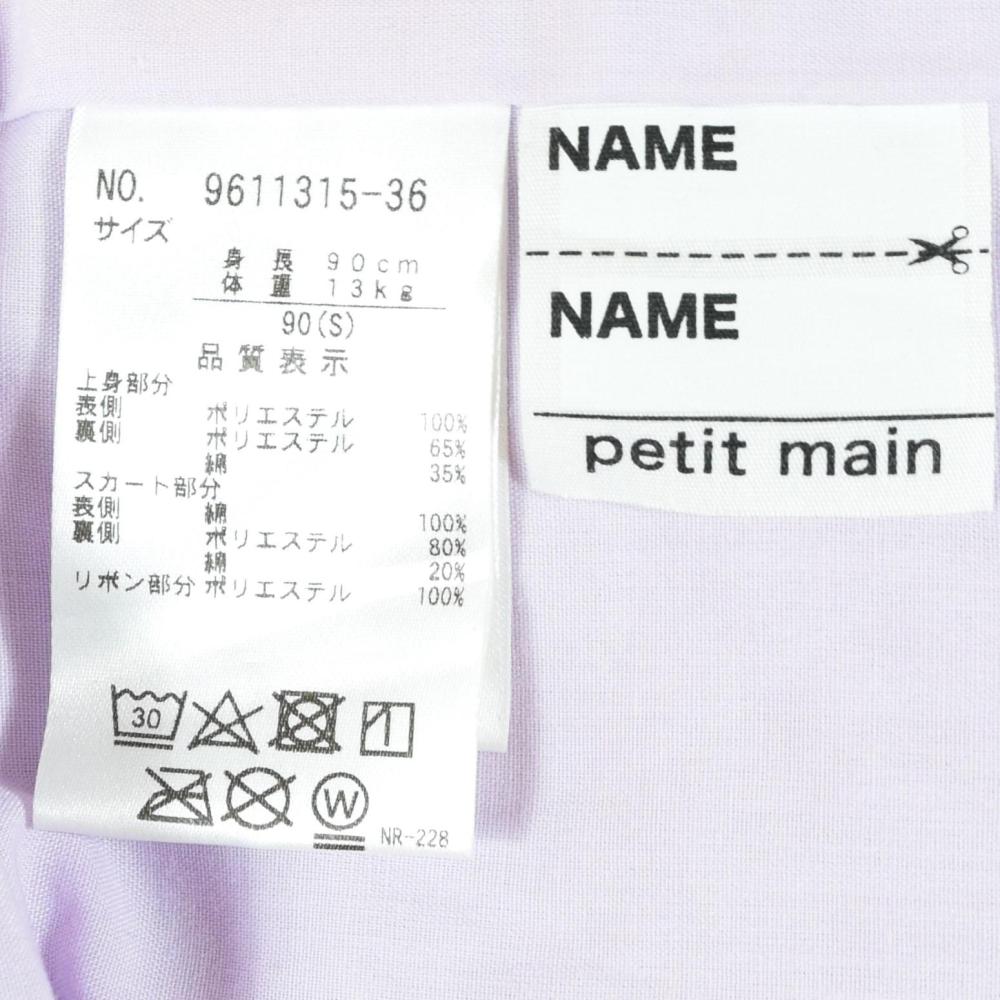 NO. 9611315-36
サイズ
身 長 90cm
体 重 13kg
90(S)
品質表示
上身部分
表側 ポリエステル 100%
裏側 ポリエステル 65%
綿 35%
スカート部分
表側 綿 100%
裏側 ポリエステル 80%
綿 20%
リボン部分 ポリエステル 100%
30
W
NR-228
NAME
NAME
petit main